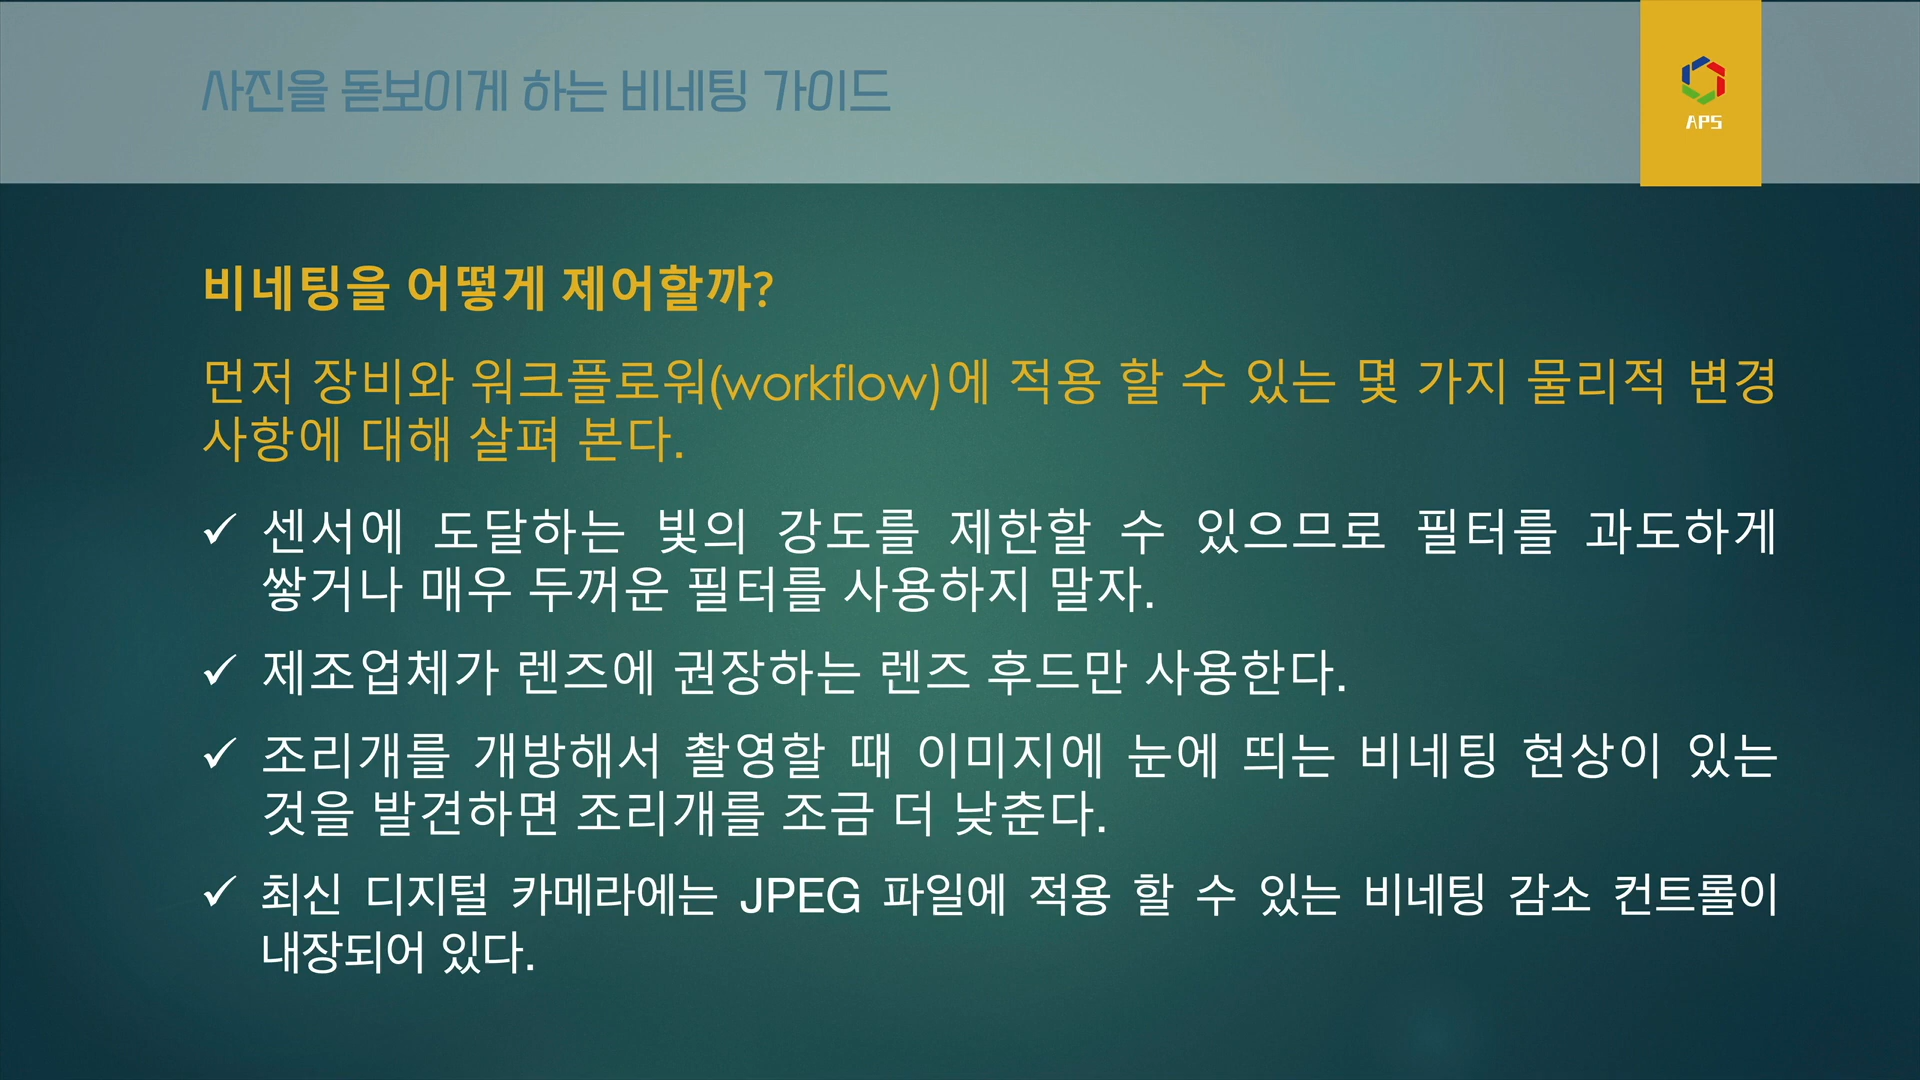 사진을 돋보이게 하는 비네팅 가이드
APS
비네팅을 어떻게 제어할까?
먼저 장비와 워크플로워(workflow)에 적용 할 수 있는 몇 가지 물리적 변경
사항에 대해 살펴 본다.
✓ 센서에 도달하는 빛의 강도를 제한할 수 있으므로 필터를 과도하게
쌓거나 매우 두꺼운 필터를 사용하지 말자.
✓ 제조업체가 렌즈에 권장하는 렌즈 후드만 사용한다.
✓ 조리개를 개방해서 촬영할 때 이미지에 눈에 띄는 비네팅 현상이 있는
것을 발견하면 조리개를 조금 더 낮춘다.
✓ 최신 디지털 카메라에는 JPEG 파일에 적용 할 수 있는 비네팅 감소 컨트롤이
내장되어 있다.